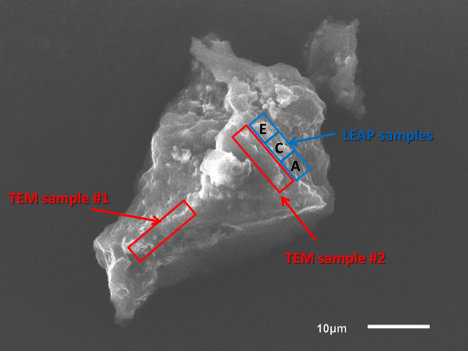 E
LEAP samples
C
A
TEM sample #1
TEM sample #2
10µm